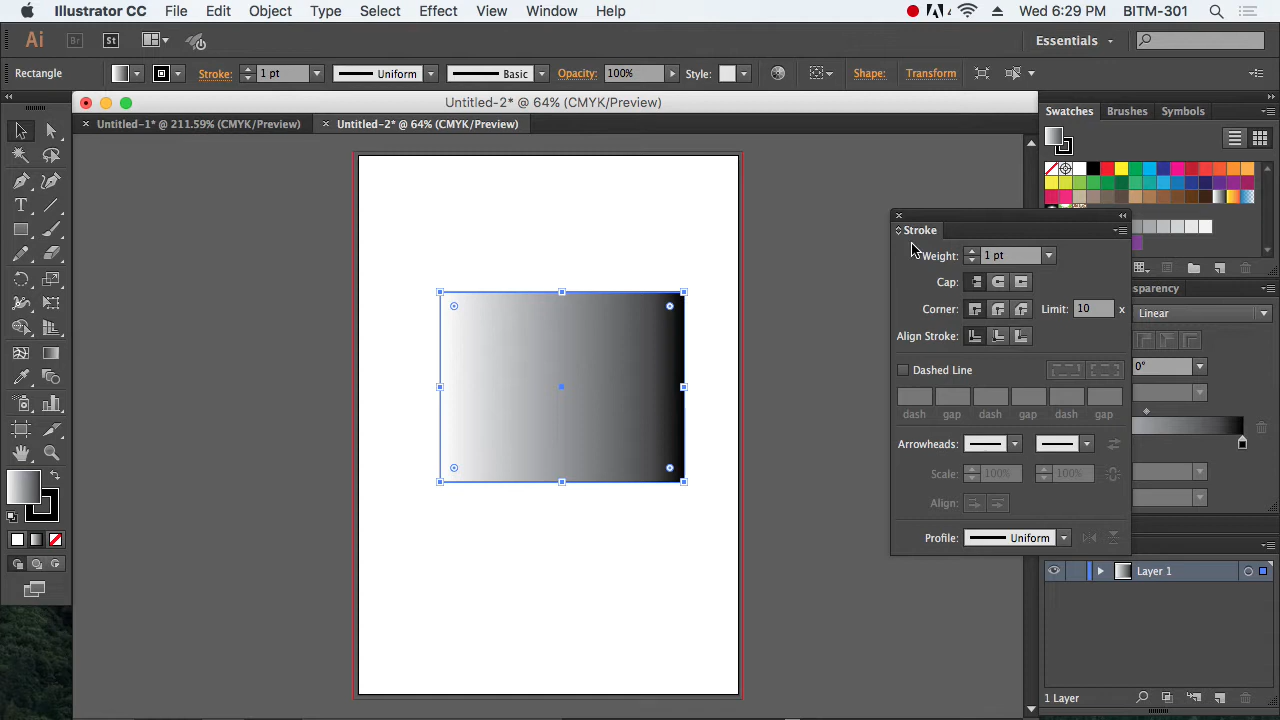 Illustrator CC File Edit Object Type Select Effect View Window Help 4 Wed 6:29 PM BITM-301
Ai Br St Essentials
Rectangle Stroke: 1 pt Uniform Basic Opacity: 100% Style: Shape: Transform
Untitled-2* @ 64% (CMYK/Preview)
Untitled-1* @ 211.59% (CMYK/Preview) Untitled-2* @ 64% (CMYK/Preview)
Swatches Brushes Symbols
Stroke
Weight: 1 pt
Cap:
Corner: Limit: 10 x
Align Stroke:
Dashed Line
dash gap dash gap dash gap
Arrowheads:
Scale: 100% 100%
Align:
Profile: Uniform
sparency
Linear
0°
Layer 1
1 Layer